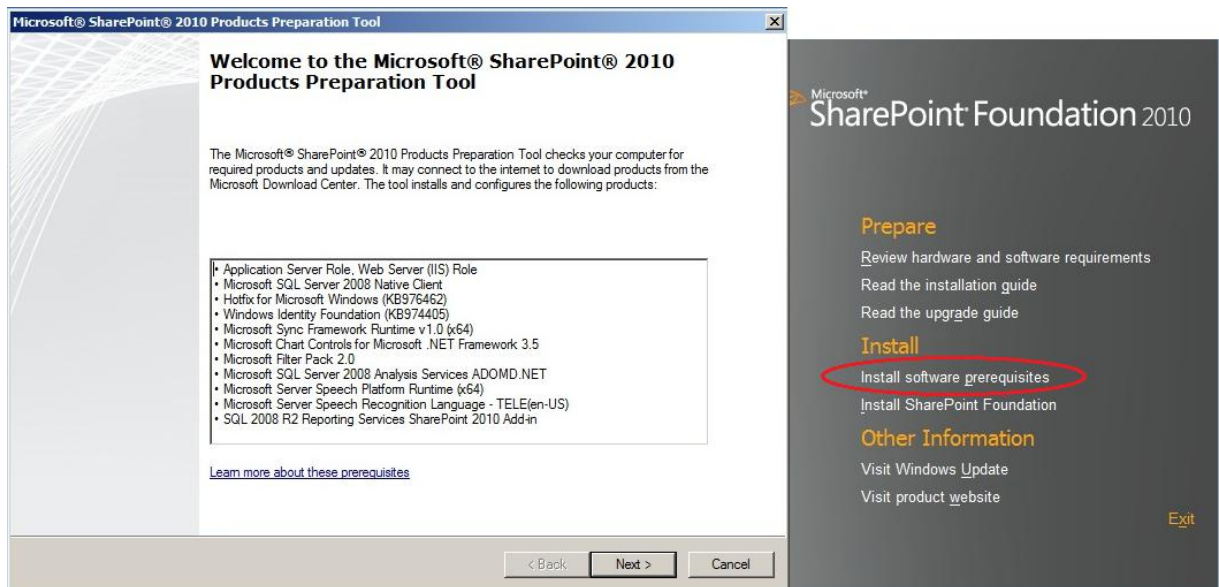 Microsoft® SharePoint® 2010 Products Preparation Tool
Welcome to the Microsoft® SharePoint® 2010
Products Preparation Tool
The Microsoft® SharePoint® 2010 Products Preparation Tool checks your computer for
required products and updates. It may connect to the internet to download products from the
Microsoft Download Center. The tool installs and configures the following products:
• Application Server Role, Web Server (IIS) Role
• Microsoft SQL Server 2008 Native Client
• Hotfix for Microsoft Windows (KB976462)
• Windows Identity Foundation (KB974405)
• Microsoft Sync Framework Runtime v1.0 (x64)
• Microsoft Chart Controls for Microsoft .NET Framework 3.5
• Microsoft Filter Pack 2.0
• Microsoft SQL Server 2008 Analysis Services ADOMD.NET
• Microsoft Server Speech Platform Runtime (x64)
• Microsoft Server Speech Recognition Language - TELE(en-US)
• SQL 2008 R2 Reporting Services SharePoint 2010 Add-in
Learn more about these prerequisites
< Back
Next >
Cancel
Microsoft®
SharePoint® Foundation 2010
Prepare
Review hardware and software requirements
Read the installation guide
Read the upgrade guide
Install
Install software prerequisites
Install SharePoint Foundation
Other Information
Visit Windows Update
Visit product website
Exit